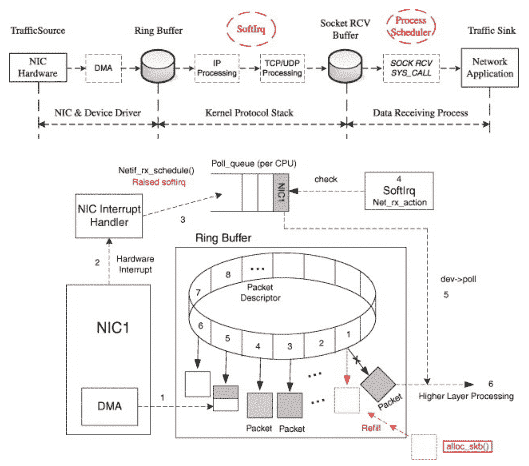 TrafficSource
Ring Buffer
SoftIrq
Socket RCV
Buffer
Process
Scheduler
Traffic Sink
NIC
Hardware
DMA
IP
Processing
TCP/UDP
Processing
SOCK RCV
SYS_CALL
Network
Application
NIC & Device Driver
Kernel Protocol Stack
Data Receiving Process
Poll_queue (per CPU)
Netif_rx_schedule()
Raised softirq
NIC1
check
4
SoftIrq
Net_rx_action
NIC Interrupt
Handler
3
2
Hardware
Interrupt
Ring Buffer
dev->poll
5
NIC1
DMA
1
8
•••
7
Packet
Descriptor
6
5
4
3
2
1
•••
•••
Packet
Packet
Packet
6
Higher Layer Processing
Refill
alloc_skb()